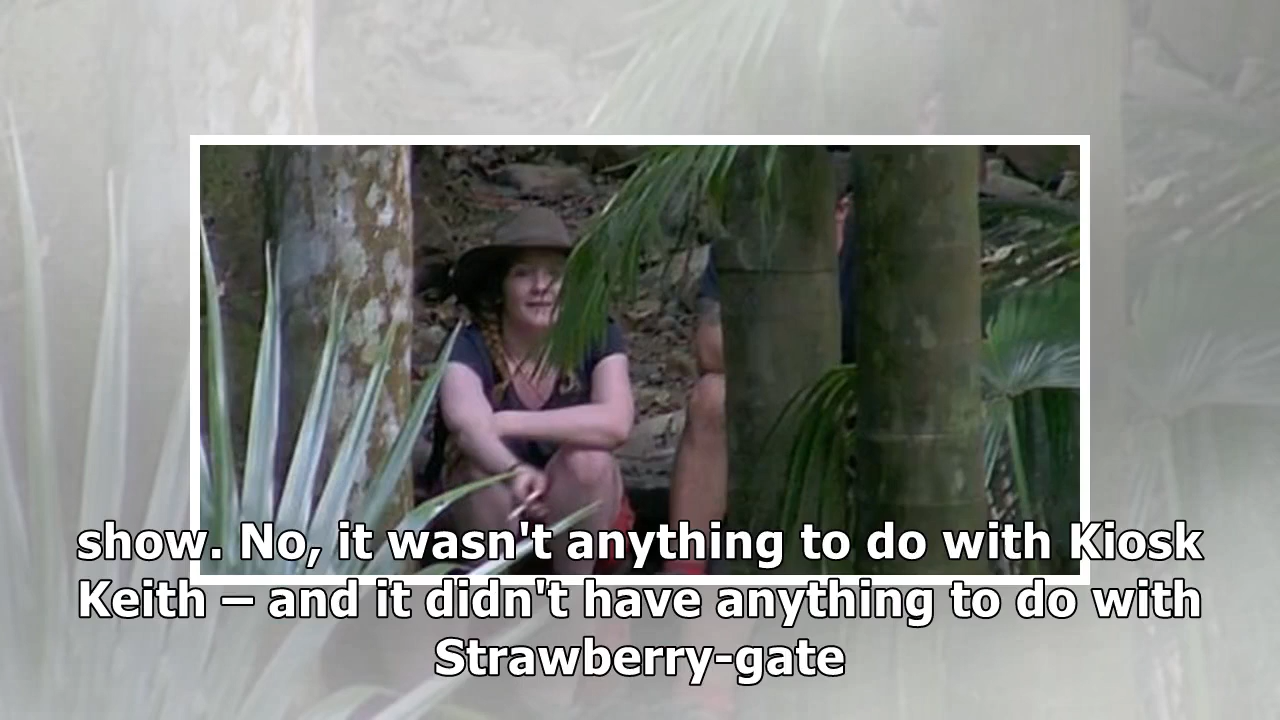 show. No, it wasn't anything to do with Kiosk
Keith – and it didn't have anything to do with
Strawberry-gate